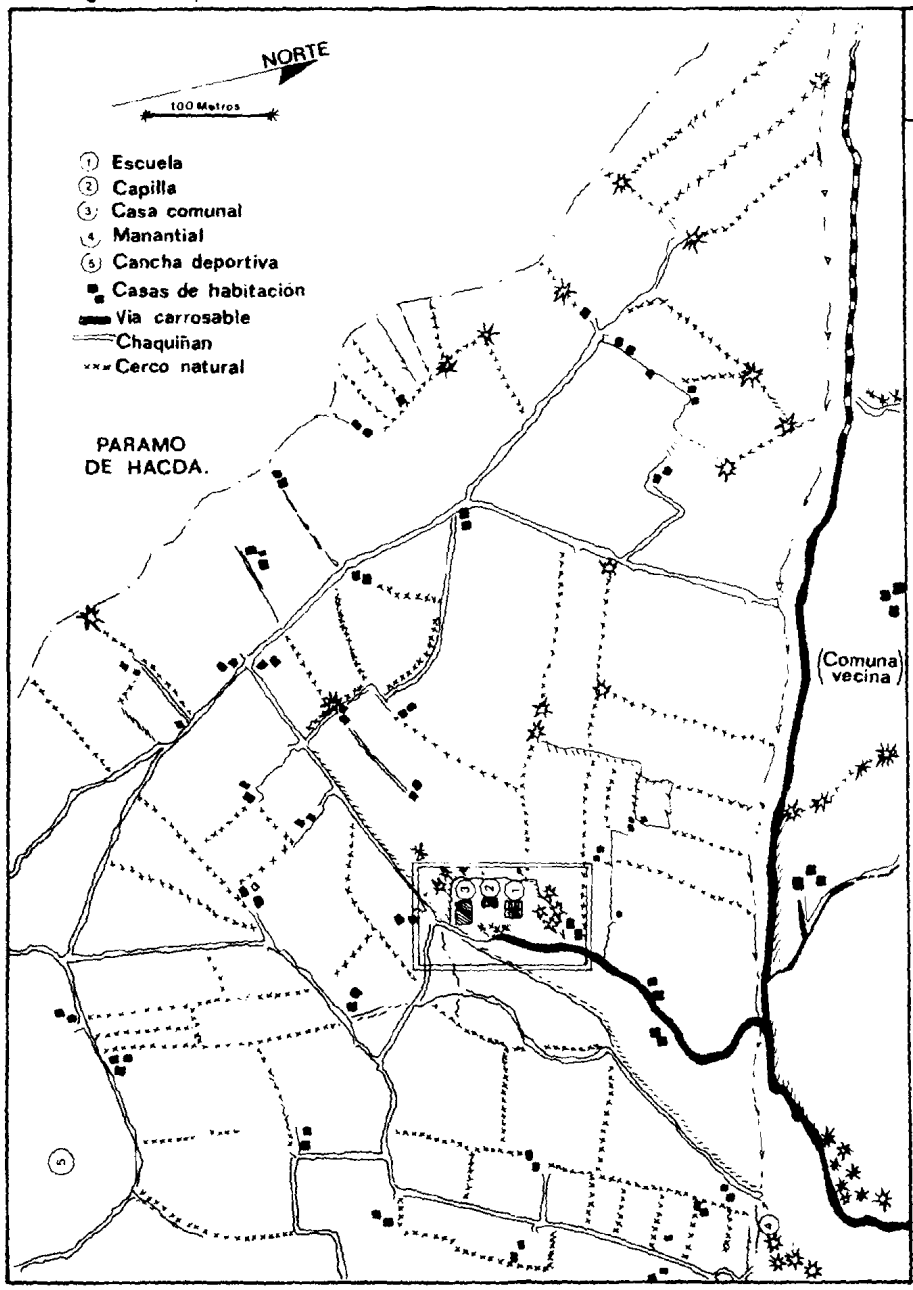 NORTE
100 Metros
1 Escuela
2 Capilla
3 Casa comunal
4 Manantial
5 Cancha deportiva
Casas de habitación
Via carrosable
Chaquiñan
Cerco natural
PARAMO
DE HACDA.
(Comuna
vecina)
3 2 1
5
4